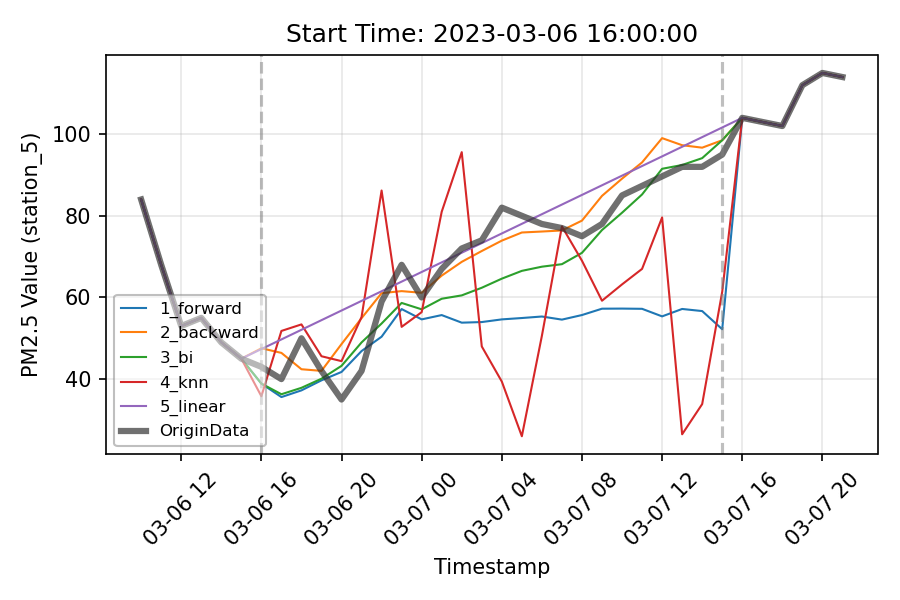 Start Time: 2023-03-06 16:00:00
PM2.5 Value (station_5)
100
80
60
40
1_forward
2_backward
3_bi
4_knn
5_linear
OriginData
03-06 12
03-06 16
03-06 20
03-07 00
03-07 04
03-07 08
03-07 12
03-07 16
03-07 20
Timestamp